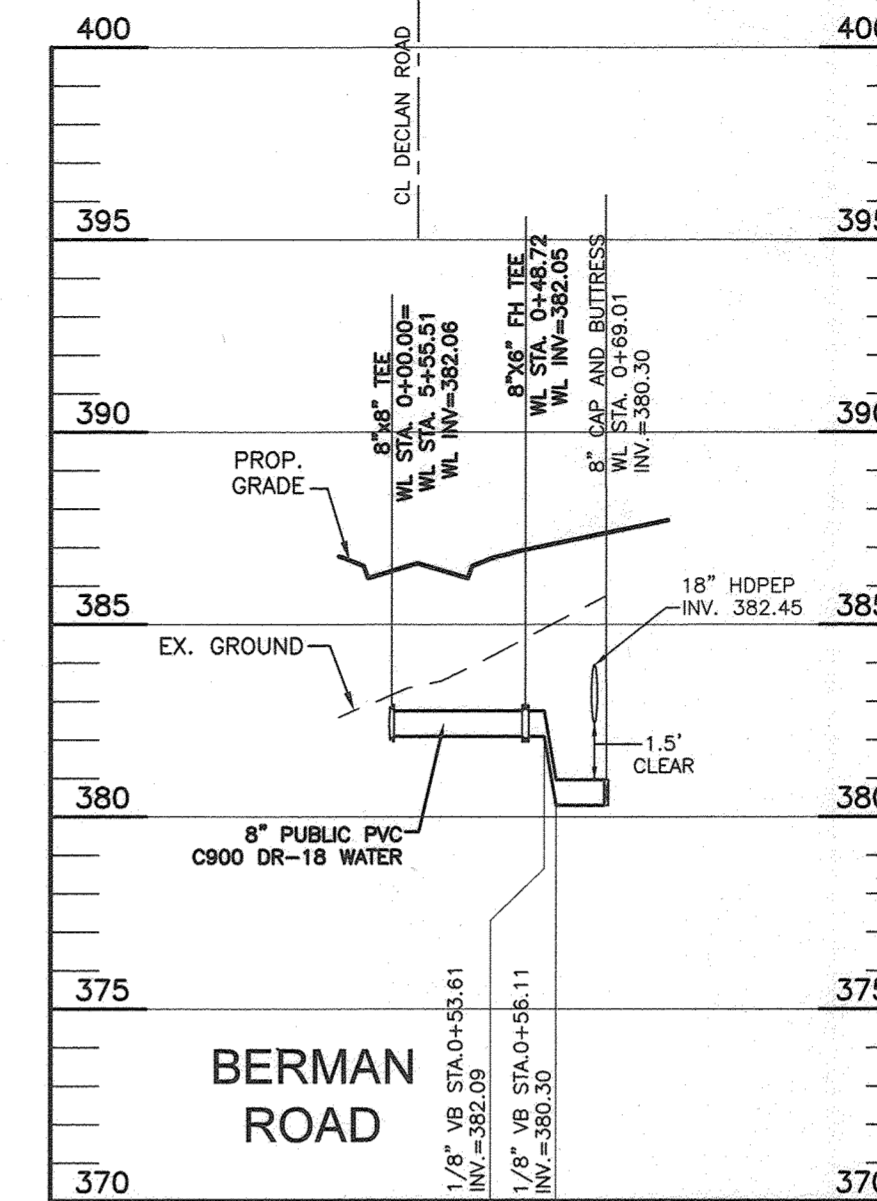 400
400
CL DECLAN ROAD
395
395
8"x8" TEE
WL STA. 0+00.00=
WL STA. 5+55.51
WL INV=382.06
8"X6" FH TEE
WL STA. 0+48.72
WL INV=382.05
8" CAP AND BUTTRESS
WL STA. 0+69.01
INV.=380.30
390
390
PROP.
GRADE
385
385
18" HDPEP
INV. 382.45
EX. GROUND
1.5'
CLEAR
380
380
8" PUBLIC PVC
C900 DR-18 WATER
375
375
1/8" VB STA.0+53.61
INV.=382.09
1/8" VB STA.0+56.11
INV.=380.30
BERMAN
ROAD
370
370